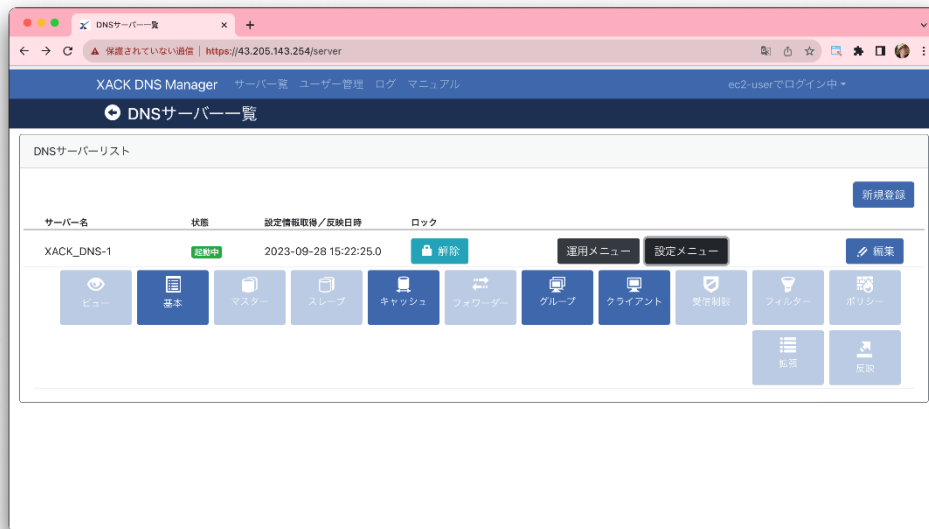 DNSサーバー一覧
保護されていない通信 | https://43.205.143.254/server
XACK DNS Manager サーバー覧 ユーザー管理 ログ マニュアル ec2-userでログイン中
DNSサーバー一覧
DNSサーバーリスト
新規登録
サーバー名 状態 設定情報取得/反映日時 ロック
XACK_DNS-1 起動中 2023-09-28 15:22:25.0 解除 運用メニュー 設定メニュー 編集
ビュー 基本 マスター スレーブ キャッシュ フォワーダー グループ クライアント 受信制限 フィルター ポリシー
拡張 反映